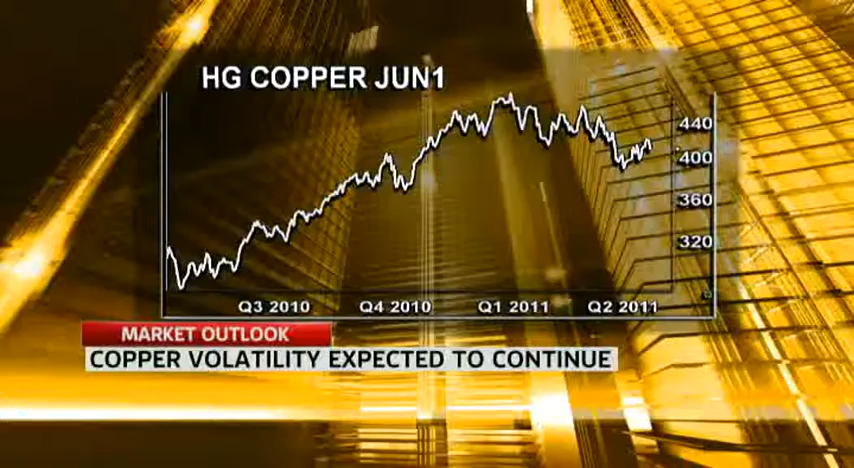 HG COPPER JUN1
440
400
360
320
Q3 2010 Q4 2010 Q1 2011 Q2 2011
MARKET OUTLOOK
COPPER VOLATILITY EXPECTED TO CONTINUE